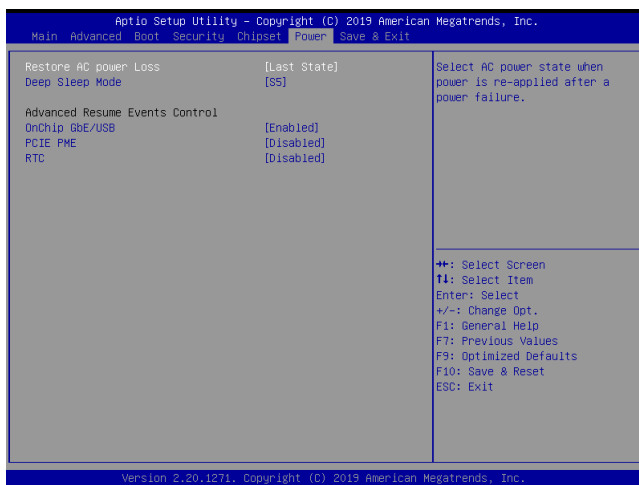 Aptio Setup Utility – Copyright (C) 2019 American Megatrends, Inc.
Main Advanced Boot Security Chipset Power Save & Exit
Restore AC power Loss [Last State]
Deep Sleep Mode [S5]
Advanced Resume Events Control
OnChip GbE/USB [Enabled]
PCIE PME [Disabled]
RTC [Disabled]
Select AC power state when
power is re-applied after a
power failure.
→←: Select Screen
↑↓: Select Item
Enter: Select
+/-: Change Opt.
F1: General Help
F7: Previous Values
F9: Optimized Defaults
F10: Save & Reset
ESC: Exit
Version 2.20.1271. Copyright (C) 2019 American Megatrends, Inc.